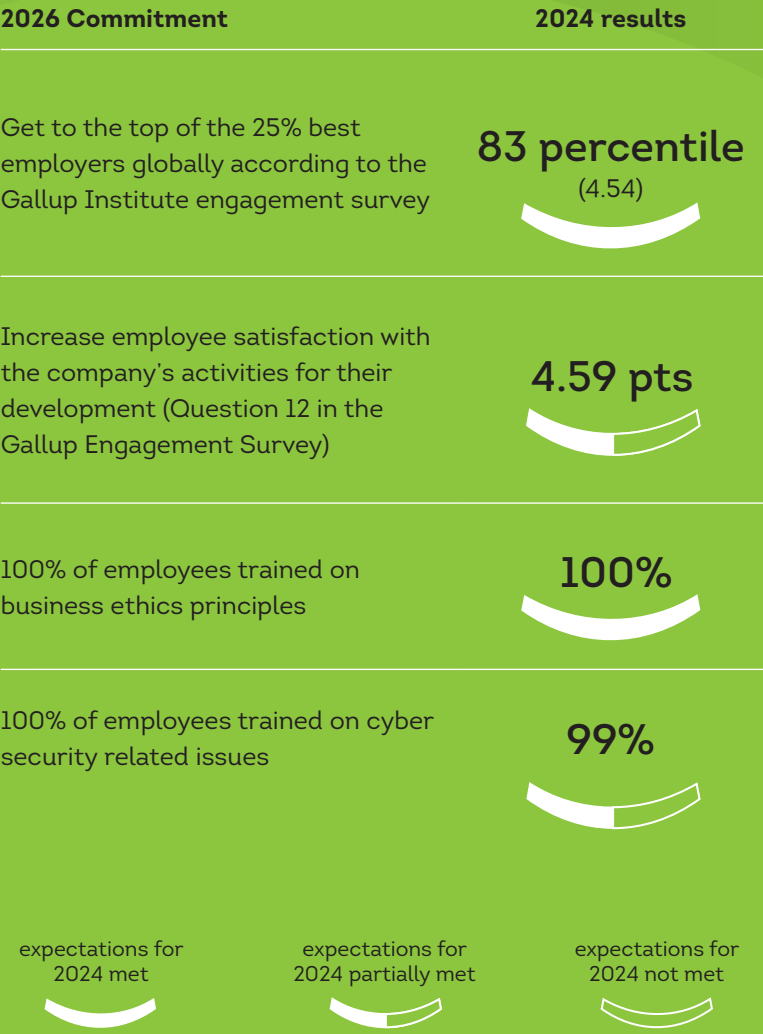 2026 Commitment
2024 results
Get to the top of the 25% best
employers globally according to the
Gallup Institute engagement survey
83 percentile
(4.54)
Increase employee satisfaction with
the company’s activities for their
development (Question 12 in the
Gallup Engagement Survey)
4.59 pts
100% of employees trained on
business ethics principles
100%
100% of employees trained on cyber
security related issues
99%
expectations for
2024 met
expectations for
2024 partially met
expectations for
2024 not met